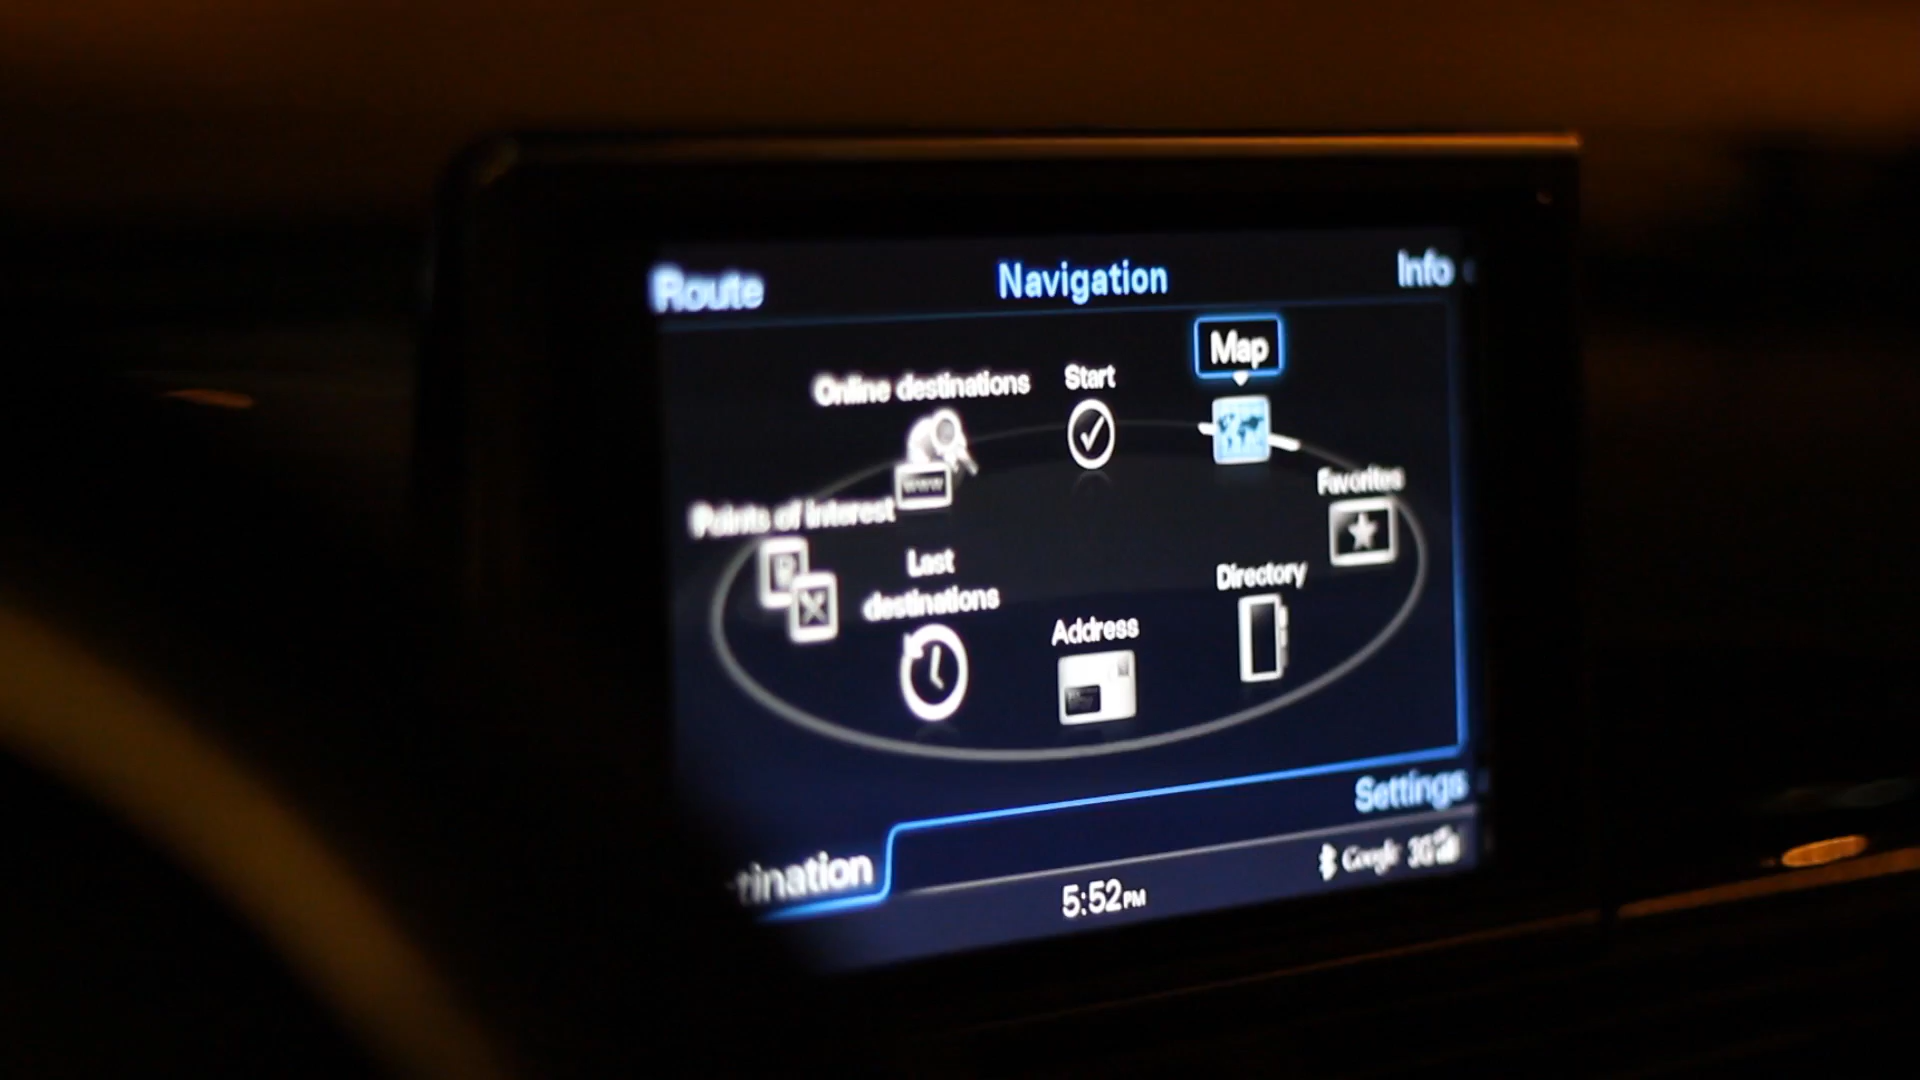 Route
Navigation
Info
Map
Online destinations
Start
www
Favorites
Points of interest
Last
destinations
Directory
Address
Settings
tination
Google 3G
5:52PM